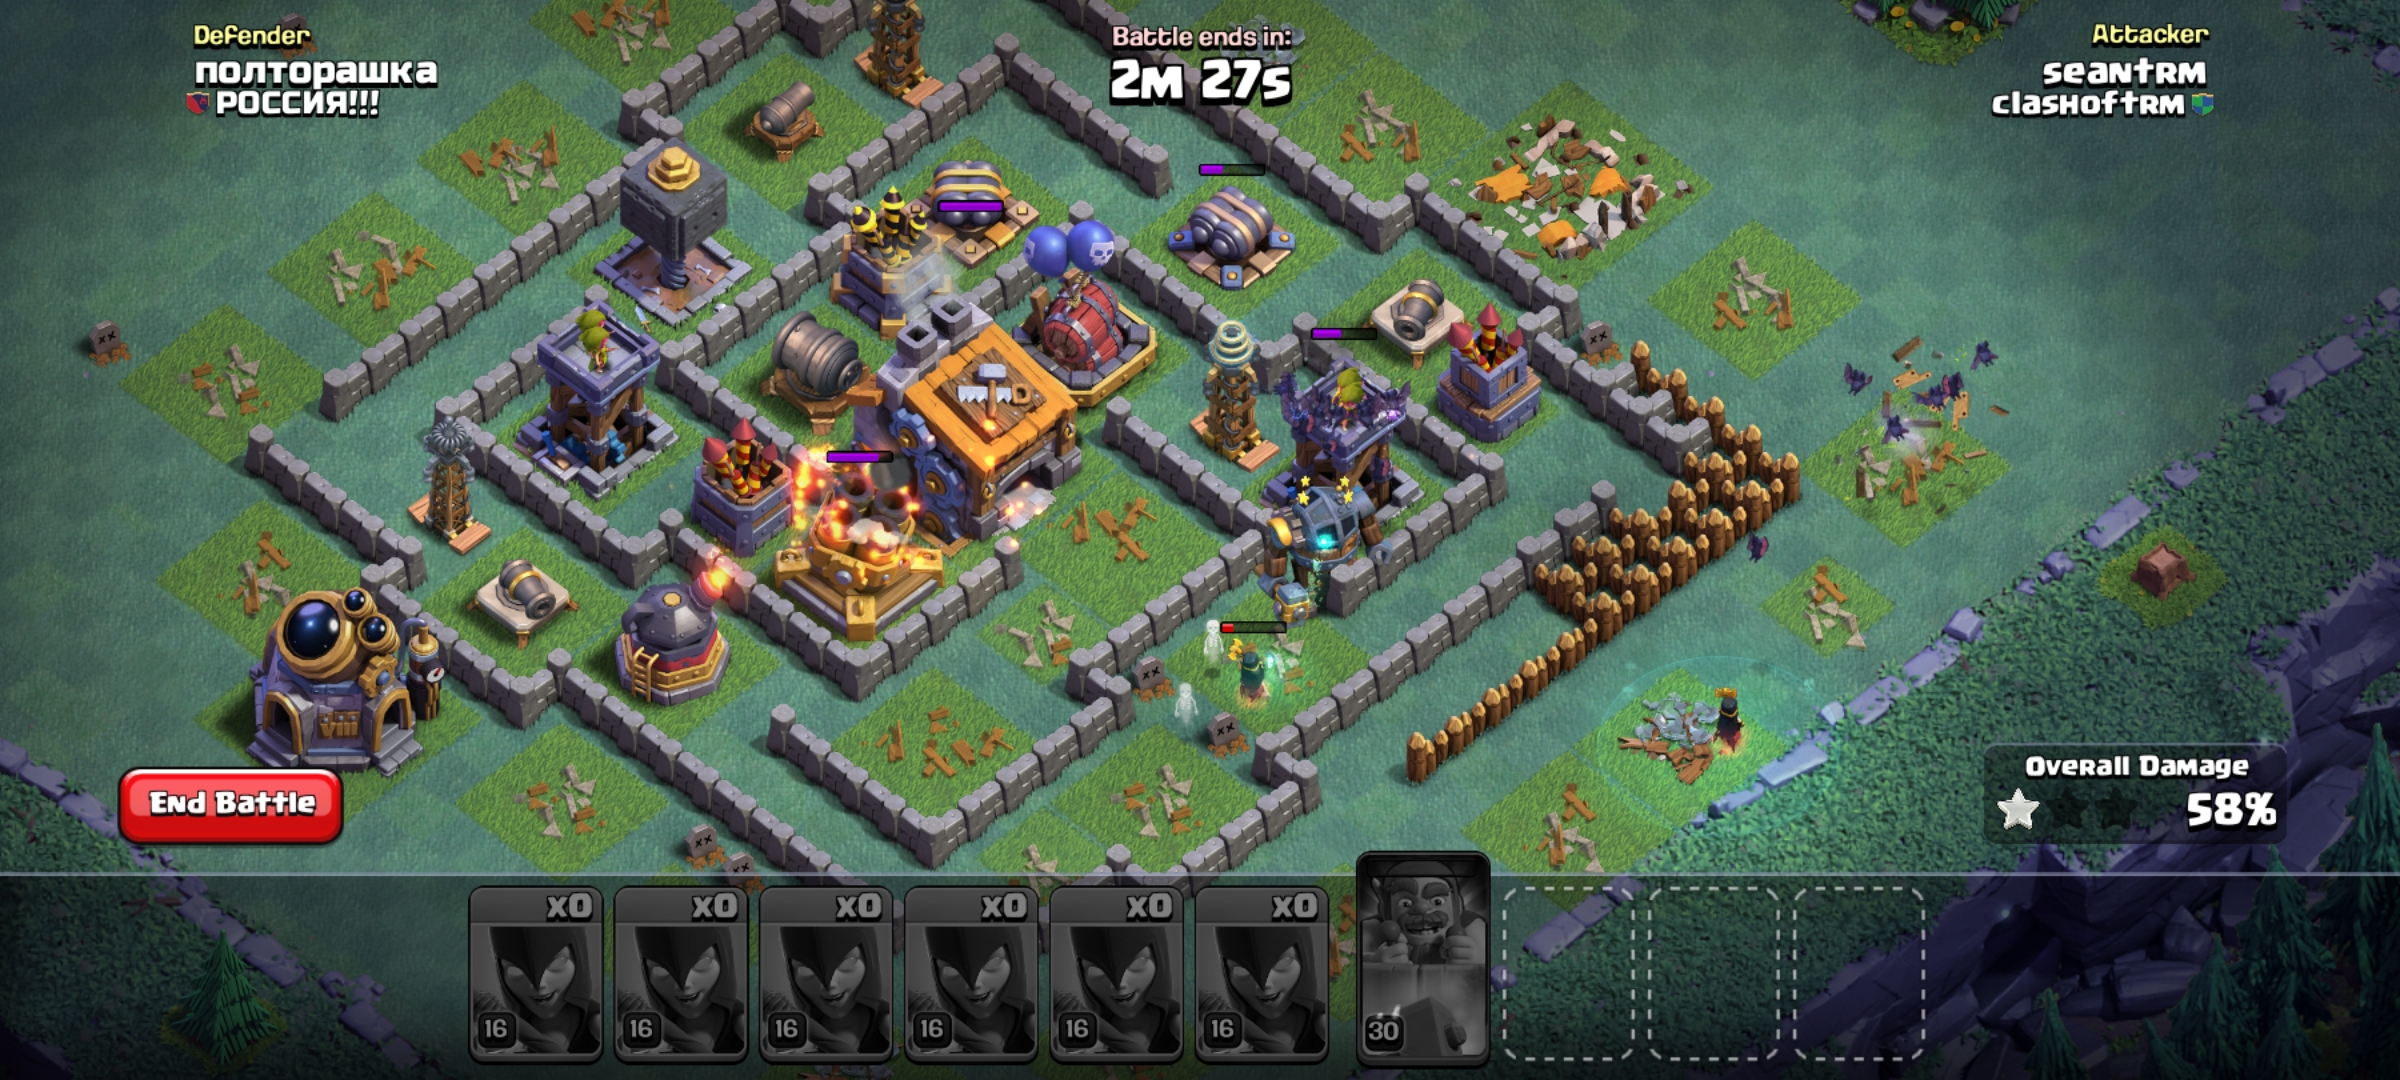 Defender
полторашка
РОССИЯ!!!
Battle ends in:
2M 27s
Attacker
seantrm
clashoftrm
VIII
End Battle
Overall Damage
58%
x0
x0
x0
x0
x0
x0
16
16
16
16
16
16
30